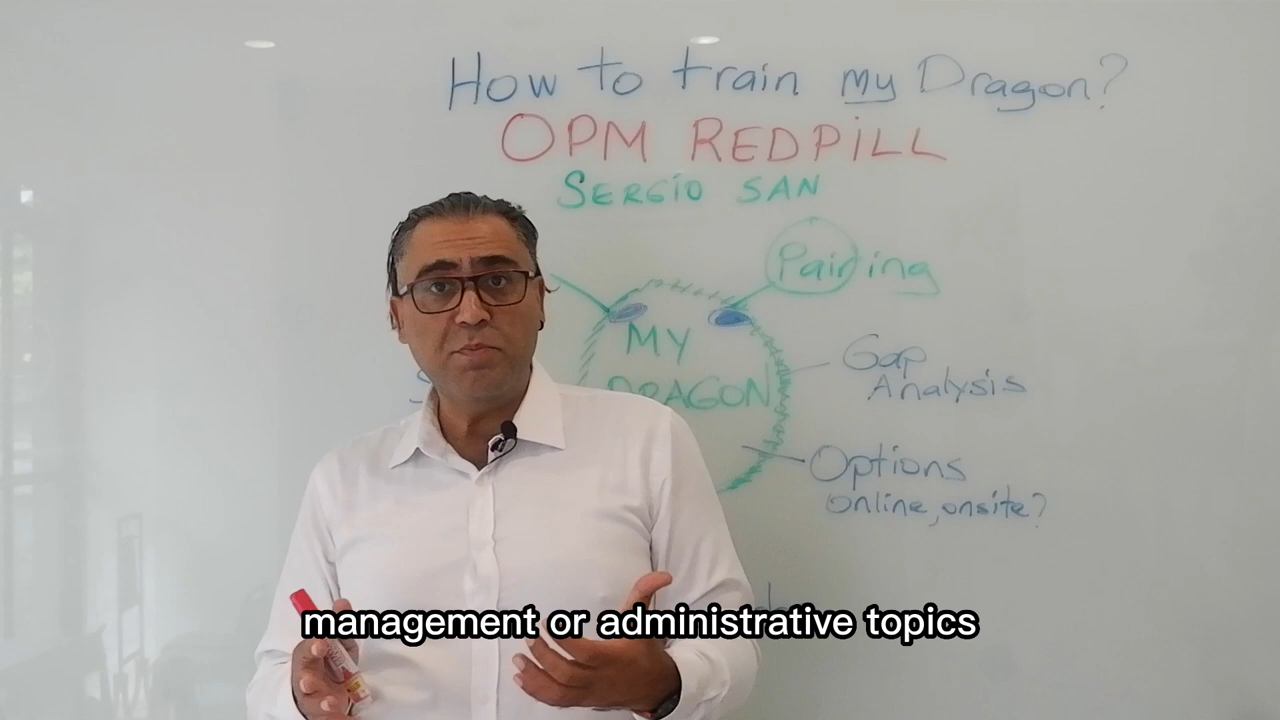 How to train my Dragon?
OPM REDPiLL
SERGIO SAN
Pairing
MY
DRAGON
Gap
Analysis
Options
Online, onsite?
management or administrative topics